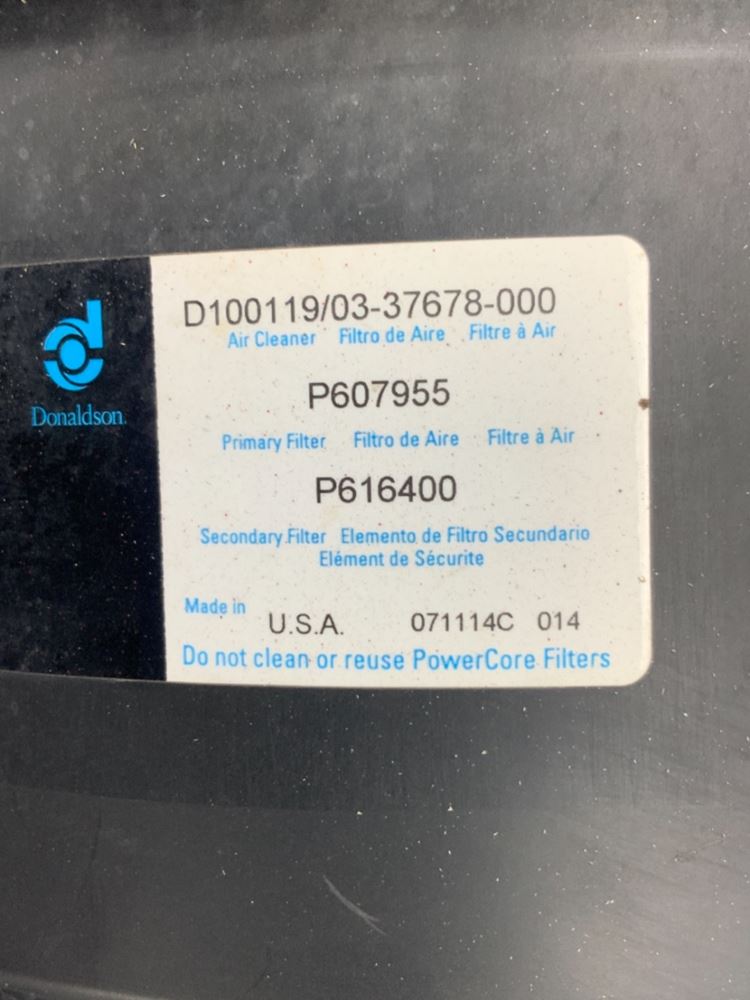 D100119/03-37678-000
Air Cleaner Filtro de Aire Filtre à Air
P607955
Primary Filter Filtro de Aire Filtre à Air
P616400
Secondary Filter Elemento de Filtro Secundario
Elément de Sécurite
Made in U.S.A. 071114C 014
Do not clean or reuse PowerCore Filters
Donaldson.